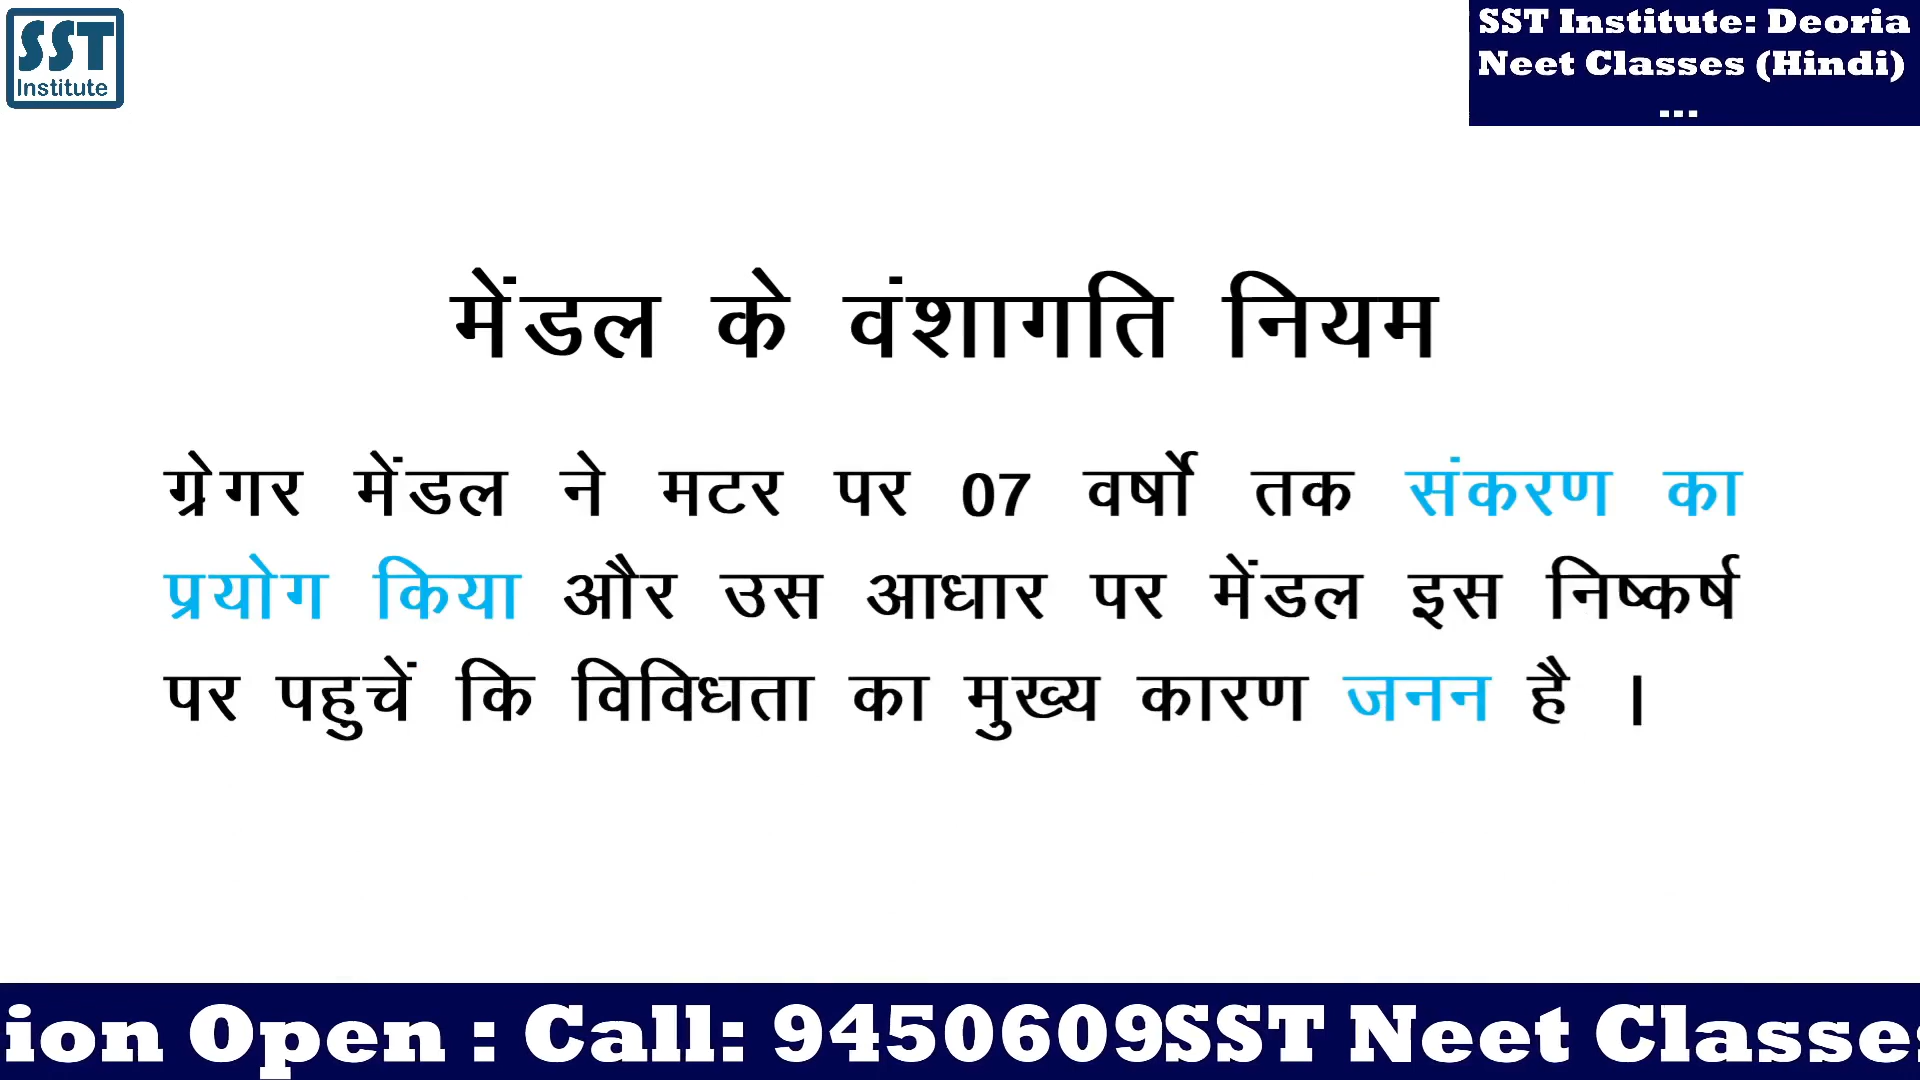 SST
Institute
SST Institute: Deoria
Neet Classes (Hindi)
...
मेंडल के वंशागति नियम
ग्रेगर मेंडल ने मटर पर 07 वर्षो तक संकरण का
प्रयोग किया और उस आधार पर मेंडल इस निष्कर्ष
पर पहुचें कि विविधता का मुख्य कारण जनन है ।
ion Open : Call: 9450609SST Neet Classes